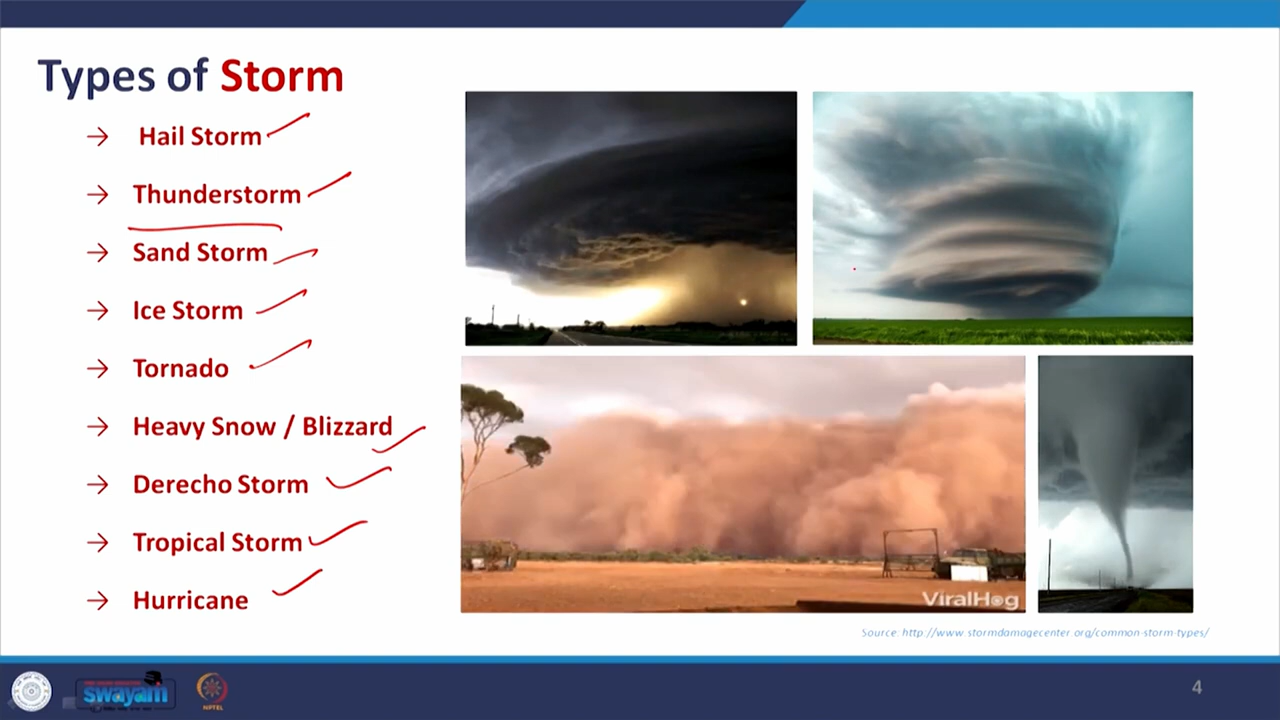 Types of Storm
→ Hail Storm
→ Thunderstorm
→ Sand Storm
→ Ice Storm
→ Tornado
→ Heavy Snow / Blizzard
→ Derecho Storm
→ Tropical Storm
→ Hurricane
ViralHog
Source: http://www.stormdamagecenter.org/common-storm-types/
swayam
NPTEL
4